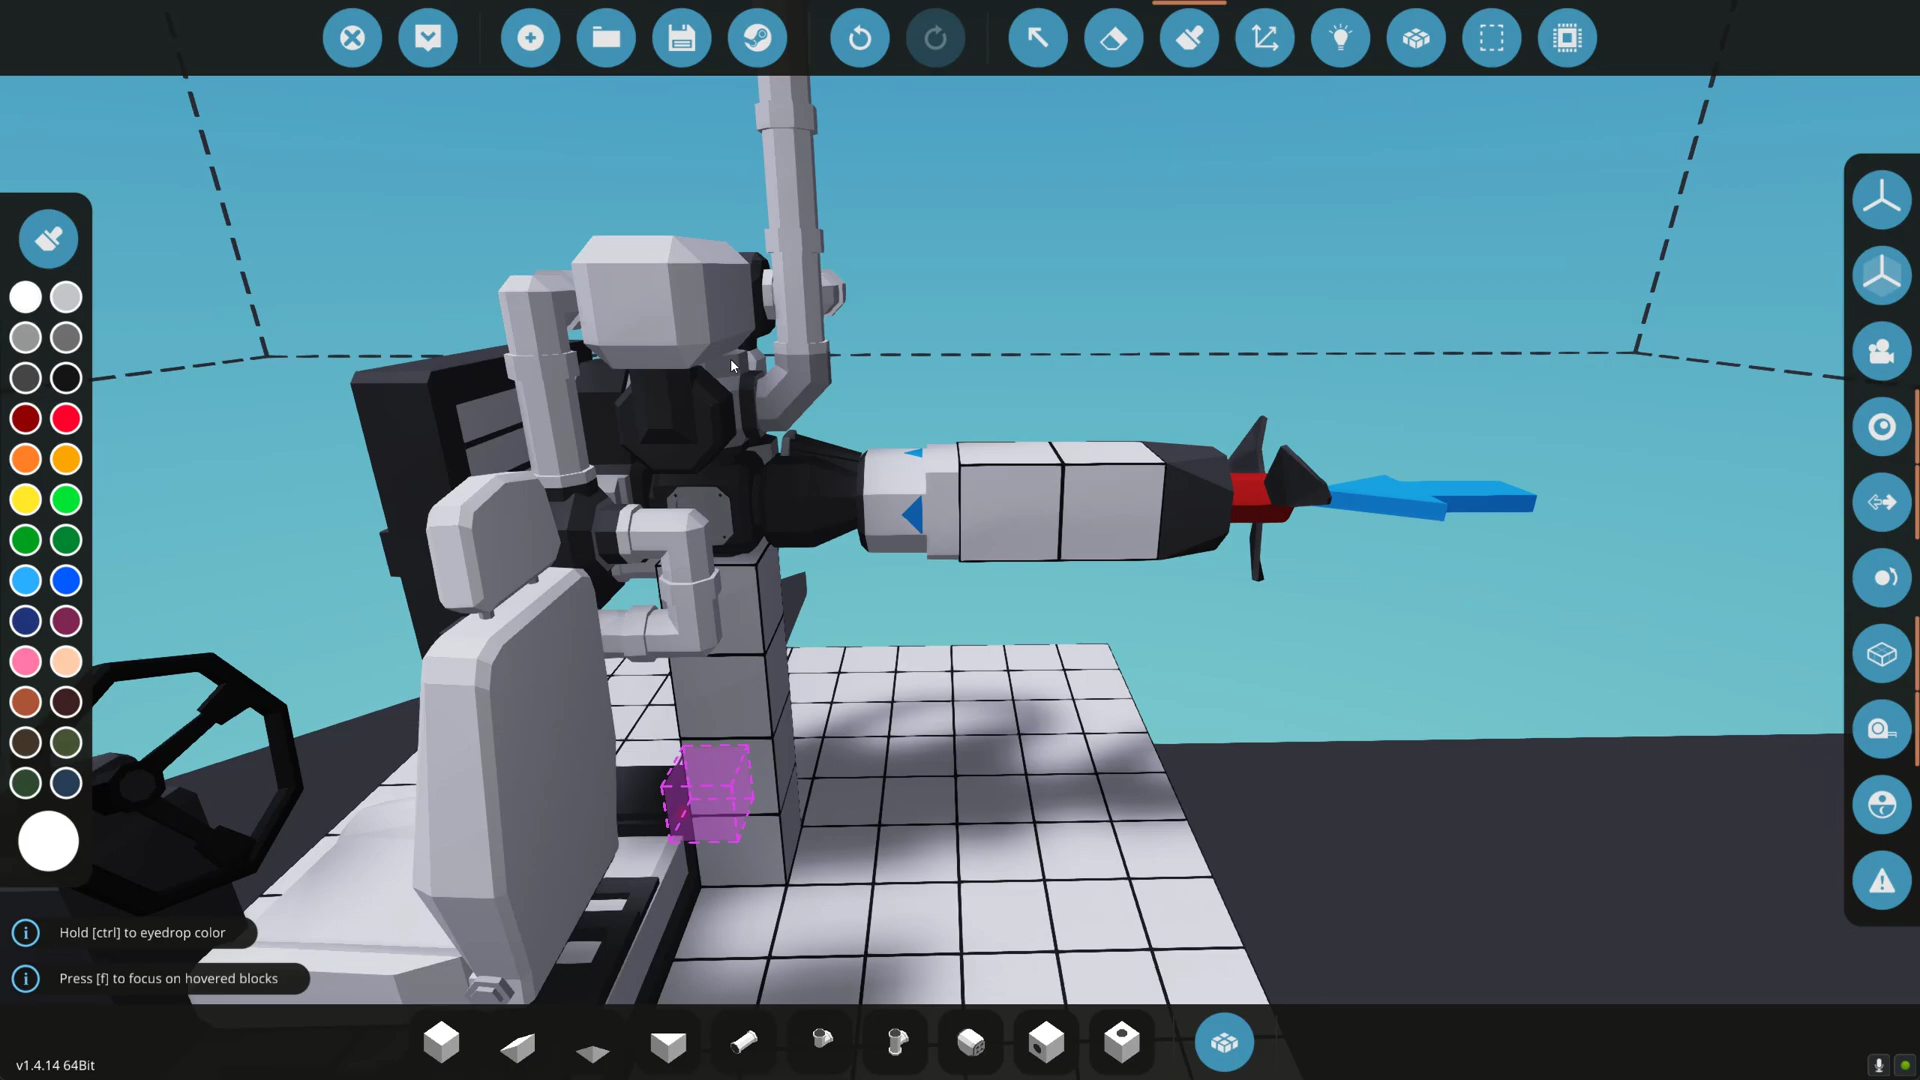 Hold [ctrl] to eyedrop color
Press [f] to focus on hovered blocks
v1.4.14 64Bit